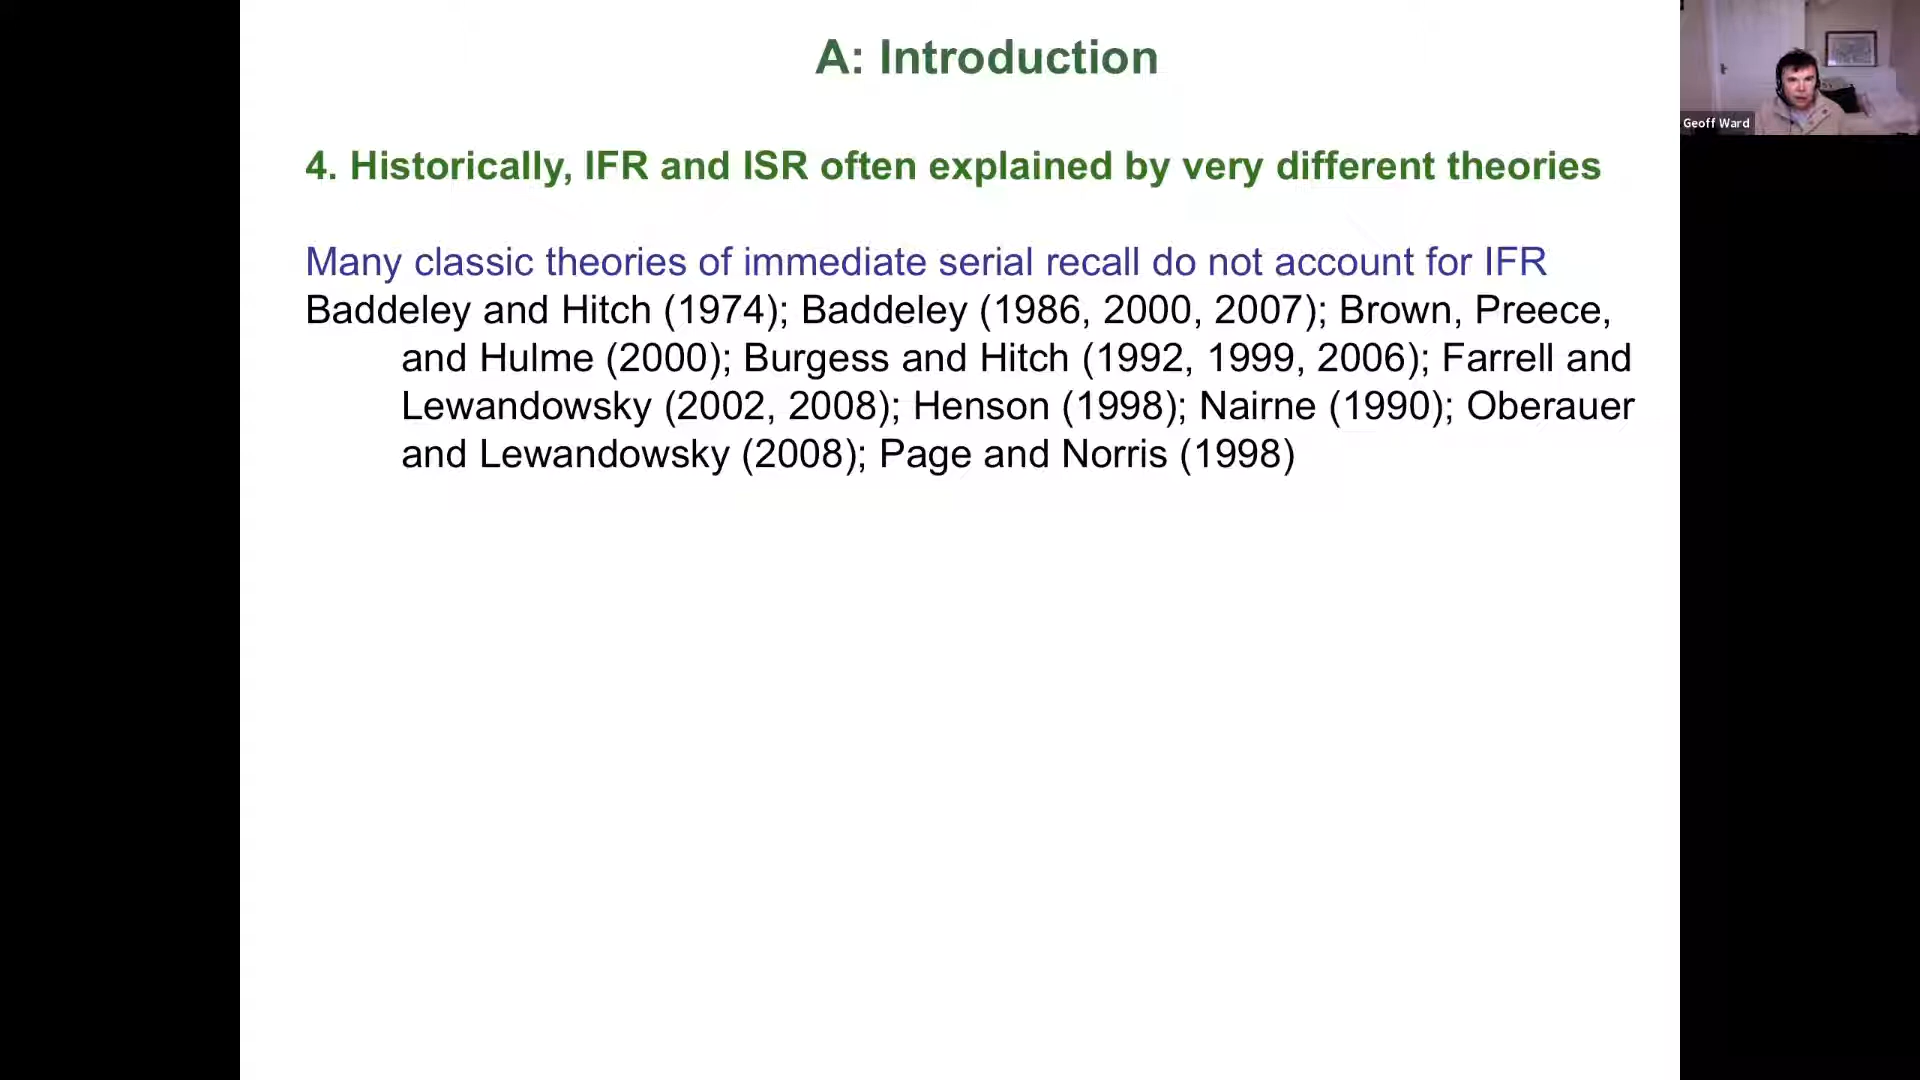 A: Introduction
Geoff Ward
4. Historically, IFR and ISR often explained by very different theories
Many classic theories of immediate serial recall do not account for IFR
Baddeley and Hitch (1974); Baddeley (1986, 2000, 2007); Brown, Preece,
and Hulme (2000); Burgess and Hitch (1992, 1999, 2006); Farrell and
Lewandowsky (2002, 2008); Henson (1998); Nairne (1990); Oberauer
and Lewandowsky (2008); Page and Norris (1998)